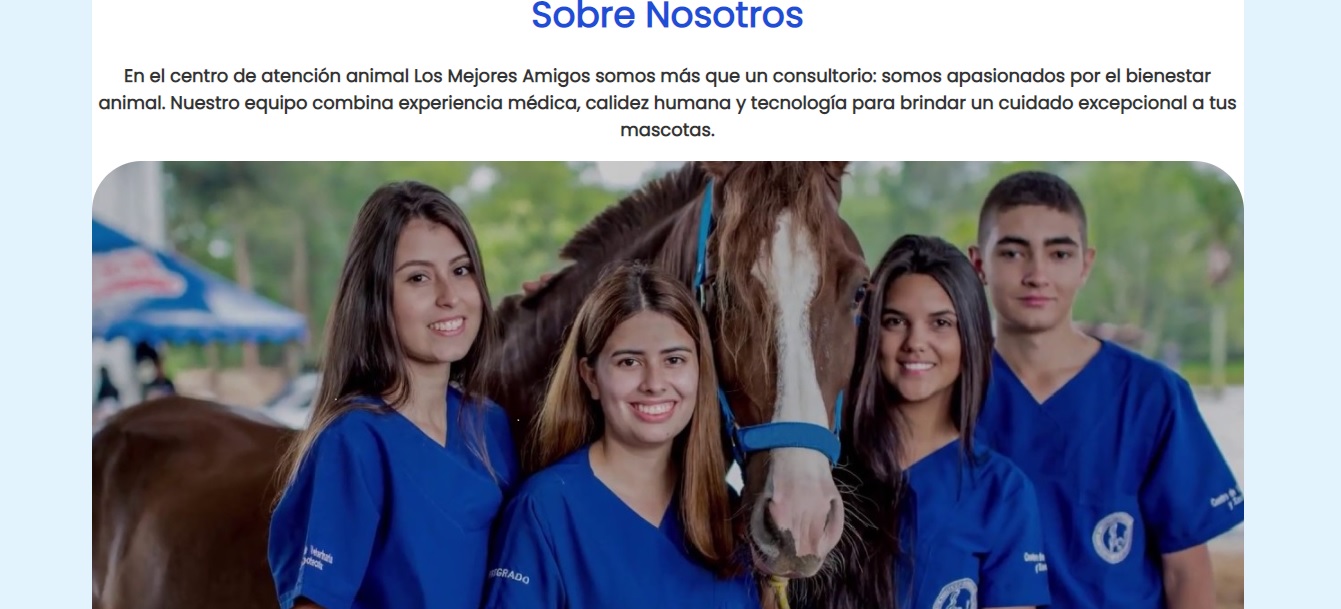 Sobre Nosotros
En el centro de atención animal Los Mejores Amigos somos más que un consultorio: somos apasionados por el bienestar
animal. Nuestro equipo combina experiencia médica, calidez humana y tecnología para brindar un cuidado excepcional a tus
mascotas.